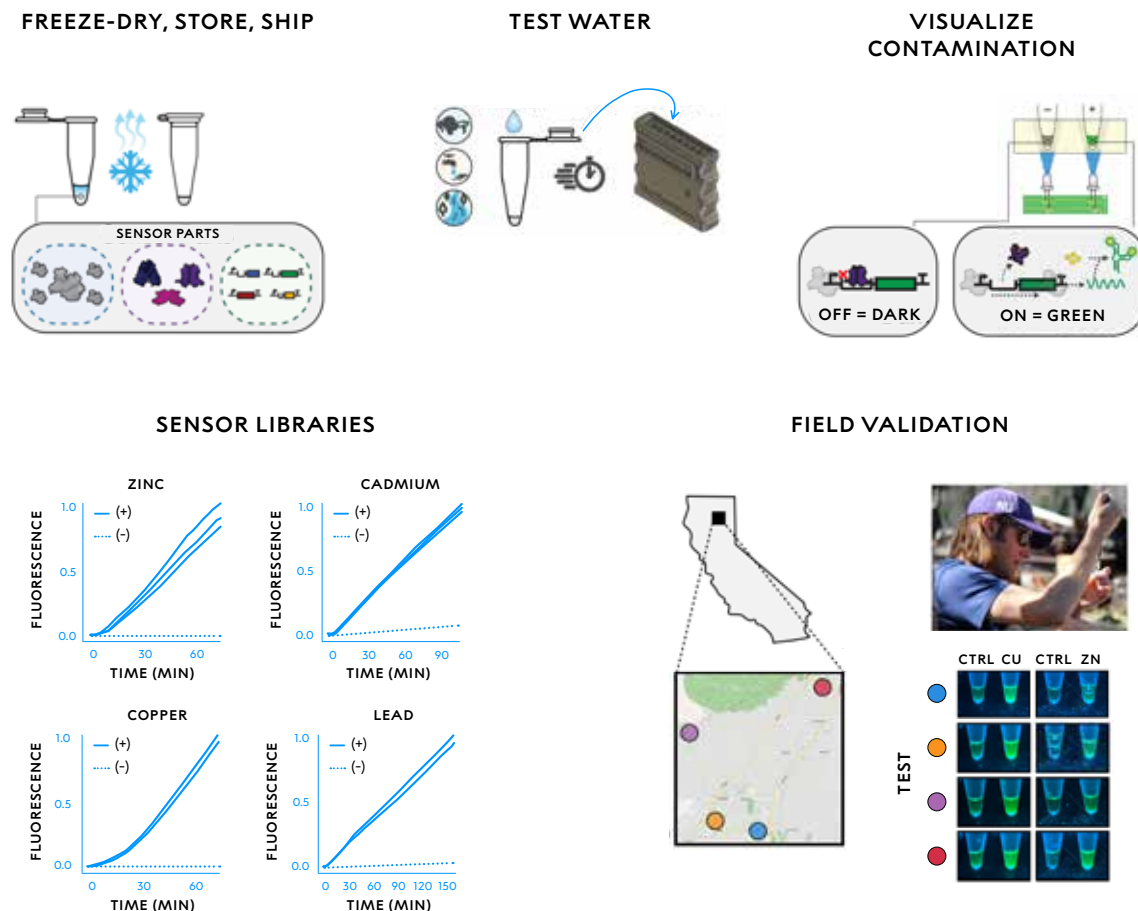 FREEZE-DRY, STORE, SHIP
TEST WATER
VISUALIZE
CONTAMINATION
SENSOR PARTS
−
+
OFF = DARK
ON = GREEN
SENSOR LIBRARIES
ZINC
FLUORESCENCE
1.0
0.5
0.0
(+)
(-)
0 30 60
TIME (MIN)
CADMIUM
FLUORESCENCE
1.0
0.5
0.0
(+)
(-)
0 30 60 90
TIME (MIN)
COPPER
FLUORESCENCE
1.0
0.5
0.0
(+)
(-)
0 30 60
TIME (MIN)
LEAD
FLUORESCENCE
1.0
0.5
0.0
(+)
(-)
0 30 60 90 120 150
TIME (MIN)
FIELD VALIDATION
NU
CTRL CU CTRL ZN
TEST